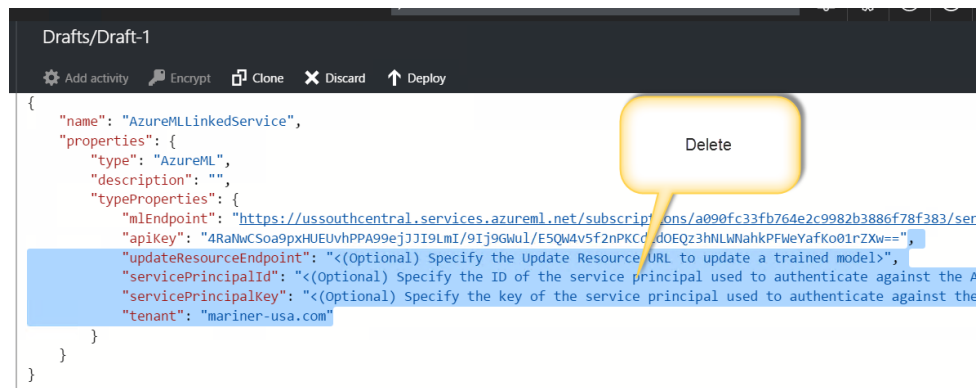 Drafts/Draft-1
Add activity Encrypt Clone Discard Deploy
{
"name": "AzureMLLinkedService",
"properties": {
Delete
"type": "AzureML",
"description": "",
"typeProperties": {
"mlEndpoint": "https://ussouthcentral.services.azureml.net/subscriptions/a090fc33fb764e2c9982b3886f78f383/ser
"apiKey": "4RaNwCSoa9pxHUEUvhPPA99ejJJI9LmI/9Ij9GWul/E5QW4v5f2nPKCd dOEQz3hNLWNahkPFWeYafKo01rZXw==",
"updateResourceEndpoint": "<(Optional) Specify the Update Resource URL to update a trained model>",
"servicePrincipalId": "<(Optional) Specify the ID of the service principal used to authenticate against the A
"servicePrincipalKey": "<(Optional) Specify the key of the service principal used to authenticate against the
"tenant": "mariner-usa.com"
}
}
}